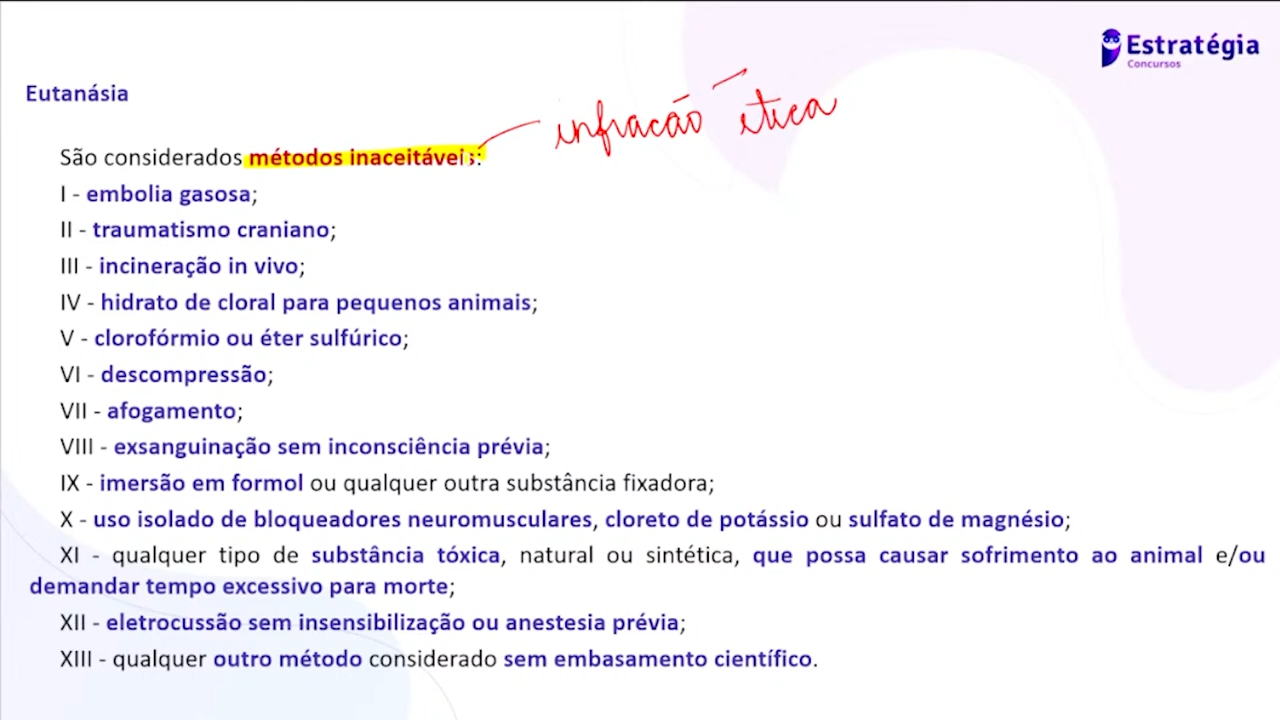 Estratégia
Concursos
Eutanásia
infração ética
São considerados métodos inaceitáveis:
I - embolia gasosa;
II - traumatismo craniano;
III - incineração in vivo;
IV - hidrato de cloral para pequenos animais;
V - clorofórmio ou éter sulfúrico;
VI - descompressão;
VII - afogamento;
VIII - exsanguinação sem inconsciência prévia;
IX - imersão em formol ou qualquer outra substância fixadora;
X - uso isolado de bloqueadores neuromusculares, cloreto de potássio ou sulfato de magnésio;
XI - qualquer tipo de substância tóxica, natural ou sintética, que possa causar sofrimento ao animal e/ou
demandar tempo excessivo para morte;
XII - eletrocussão sem insensibilização ou anestesia prévia;
XIII - qualquer outro método considerado sem embasamento científico.